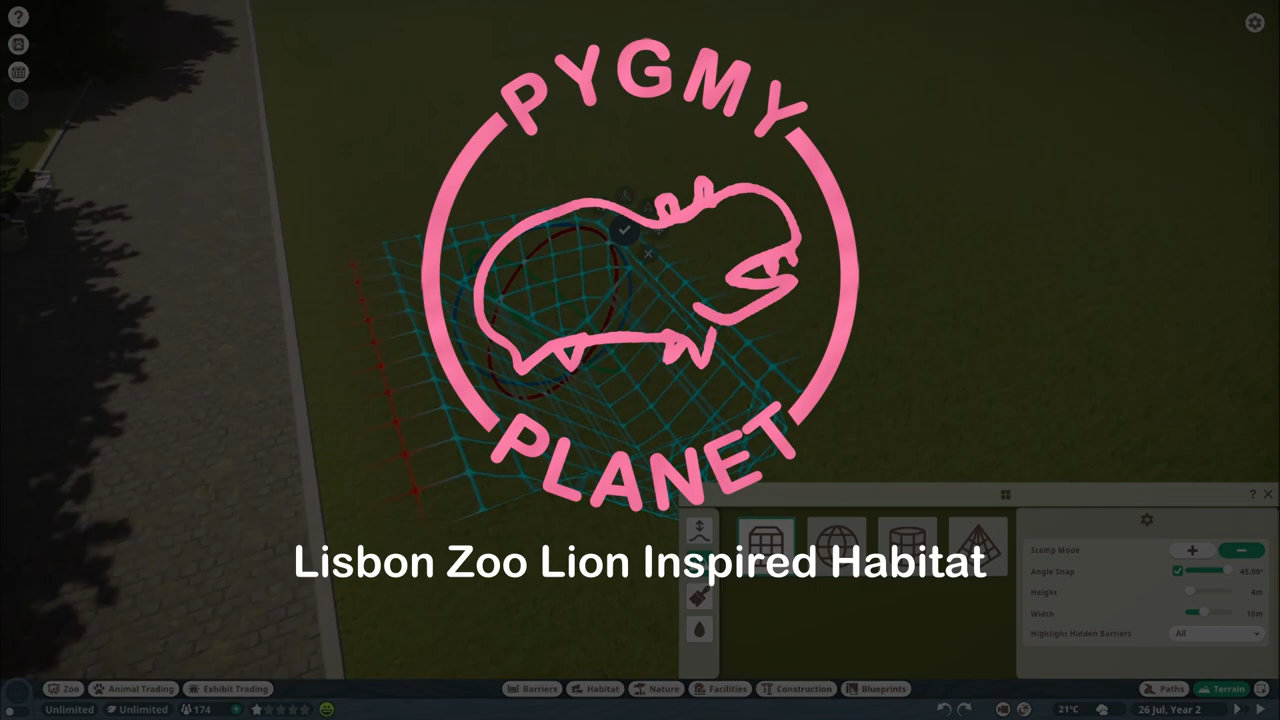 PYGMY
PLANET
Lisbon Zoo Lion Inspired Habitat
?
? 
Stamp Mode
Angle Snap 45.00°
Height 4m
Width 10m
Highlight Hidden Barriers All
Zoo Animal Trading Exhibit Trading Barriers Habitat Nature Facilities Construction Blueprints Paths Terrain
Unlimited Unlimited 174 21°C 26 Jul, Year 2